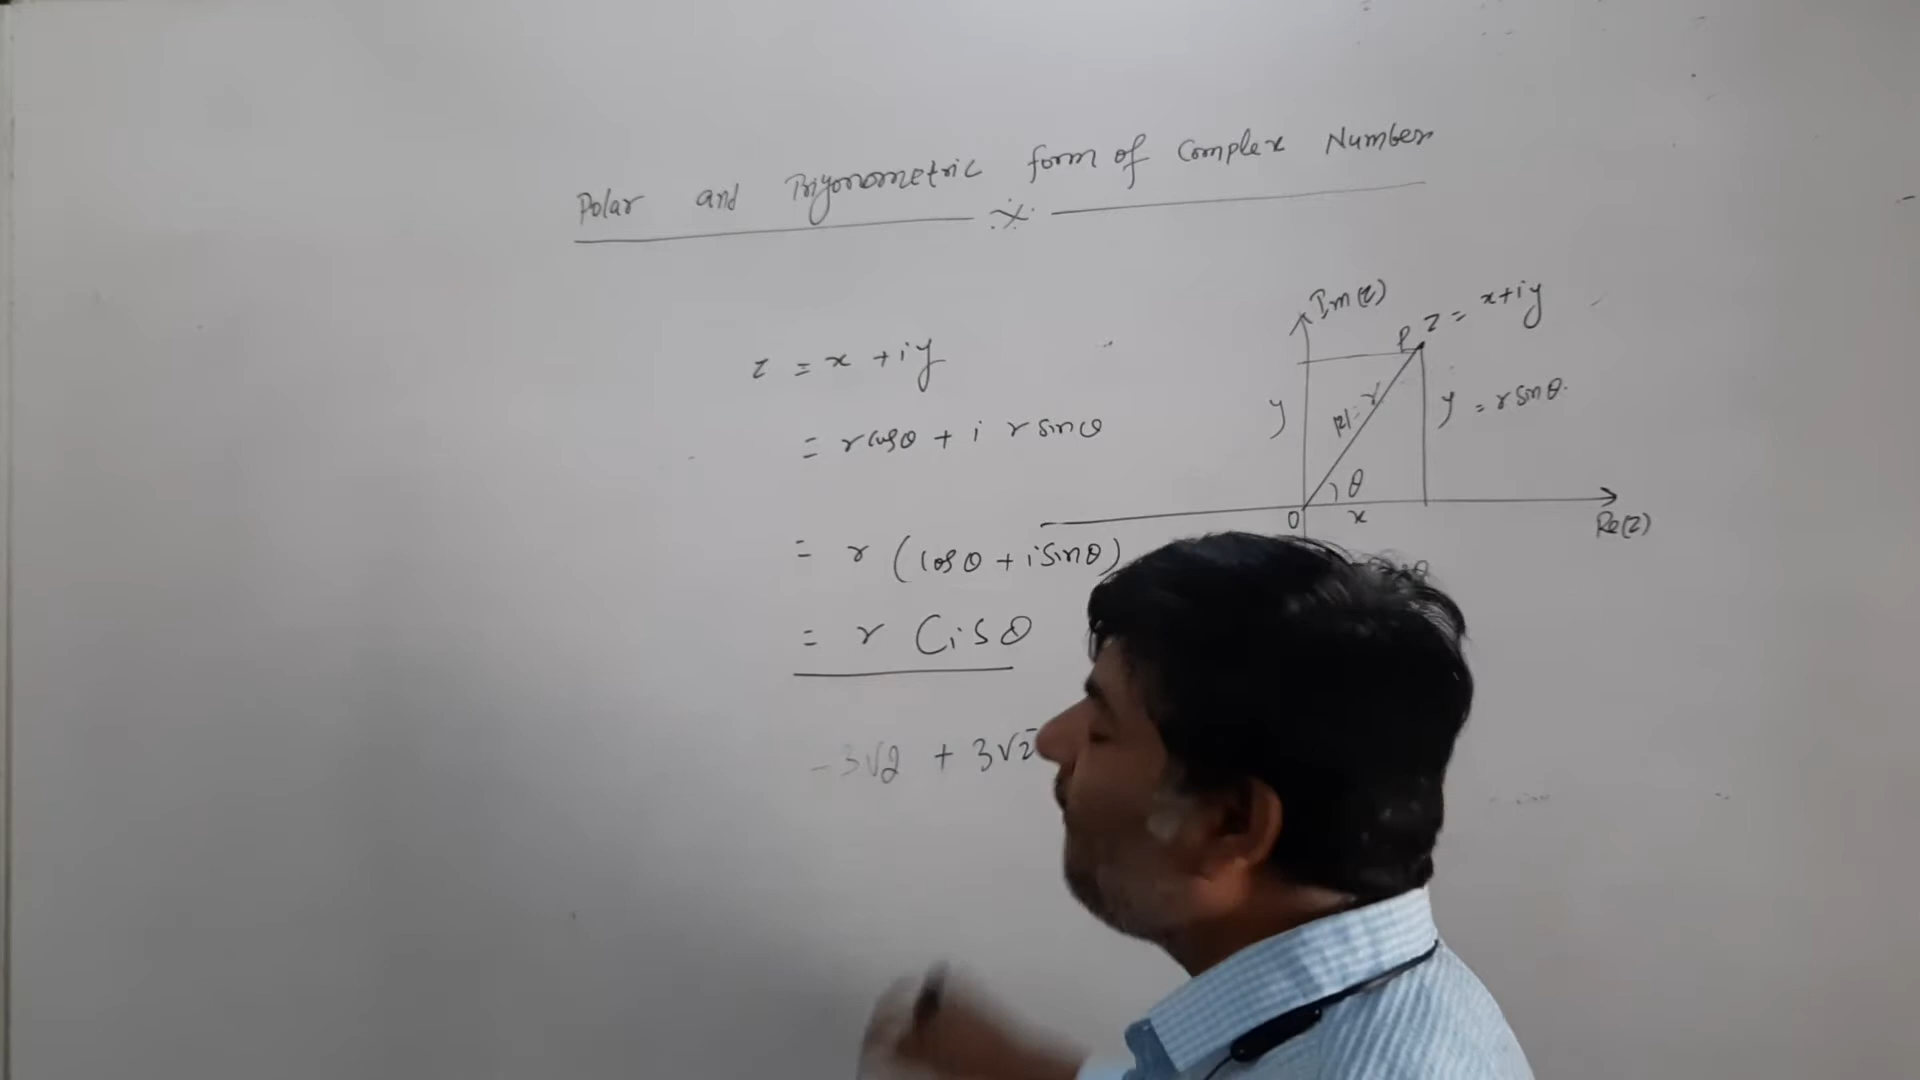 Polar and Trigonometric form of Complex Number
z = x + iy
= r cosθ + i r sinθ
= r (cosθ + i sinθ)
= r Cis θ
-3√2 + 3√2
Im(z)
P z = x+iy
y
|z| = r
y = r sinθ.
θ
O
x
Re(z)